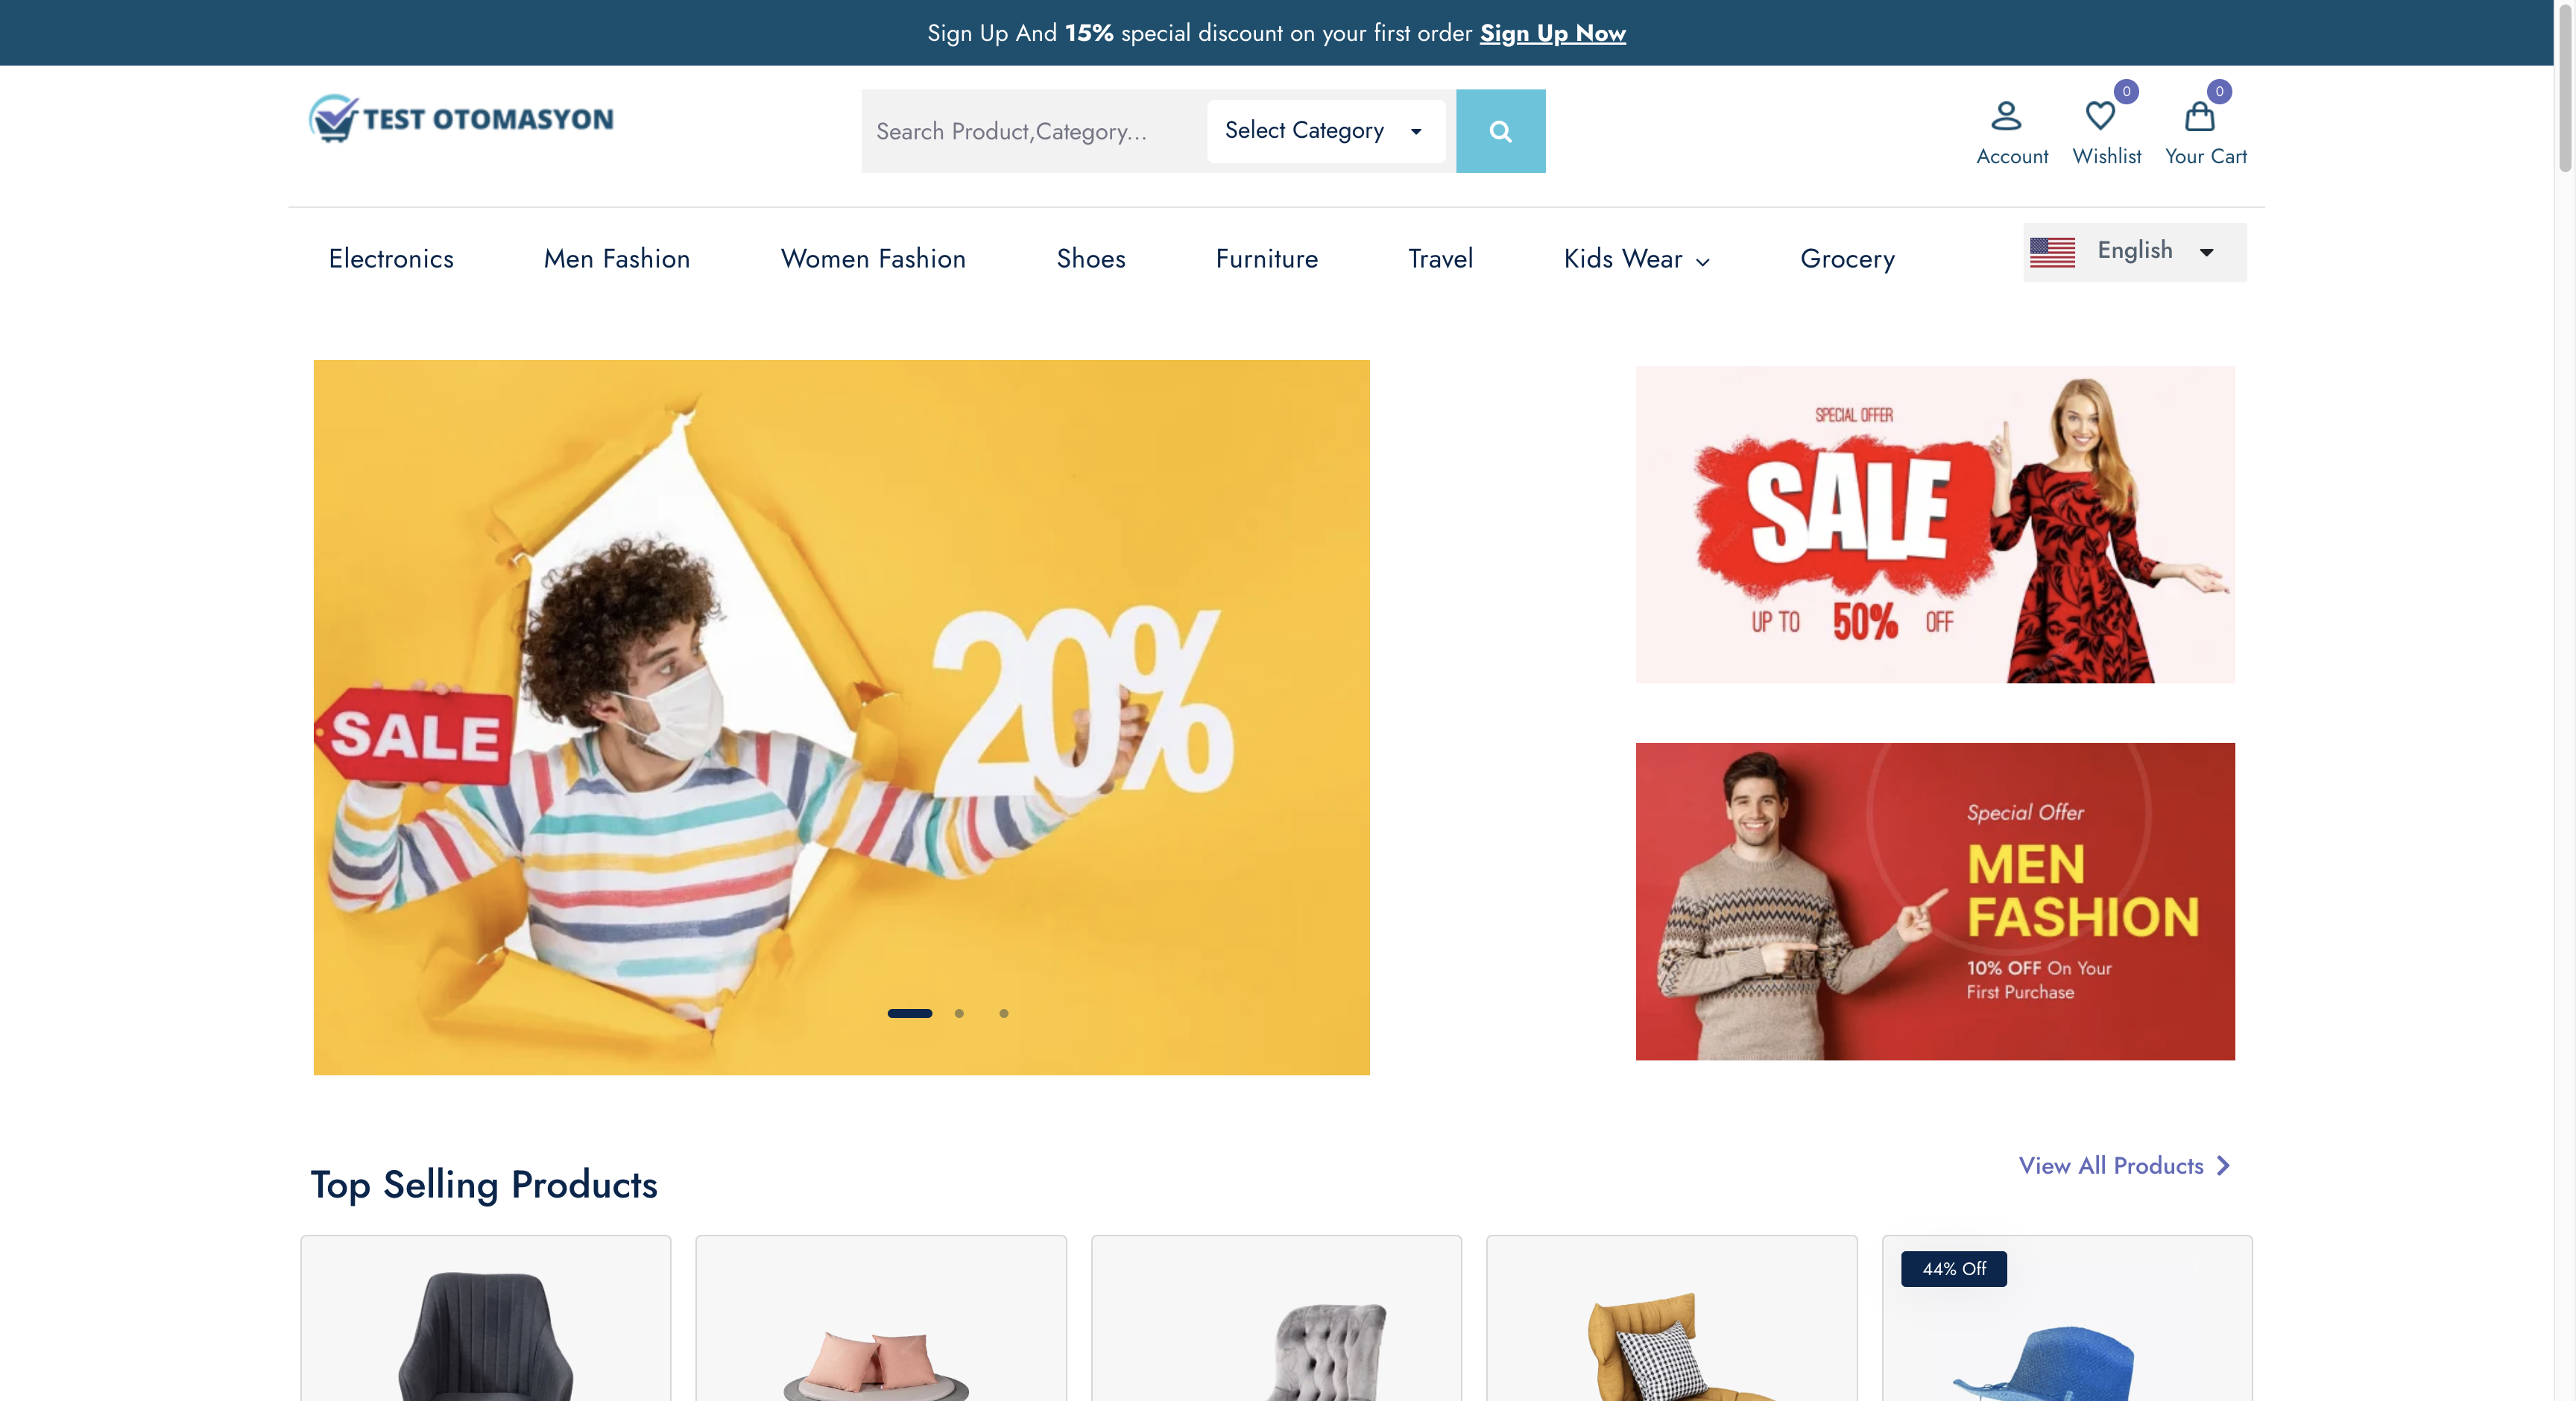 Sign Up And 15% special discount on your first order Sign Up Now
TEST OTOMASYON
Search Product,Category...
Select Category
0
0
Account
Wishlist
Your Cart
Electronics
Men Fashion
Women Fashion
Shoes
Furniture
Travel
Kids Wear
Grocery
English
SALE
20%
SPECIAL OFFER
SALE
UP TO 50% OFF
Special Offer
MEN
FASHION
10% OFF On Your
First Purchase
Top Selling Products
View All Products
44% Off